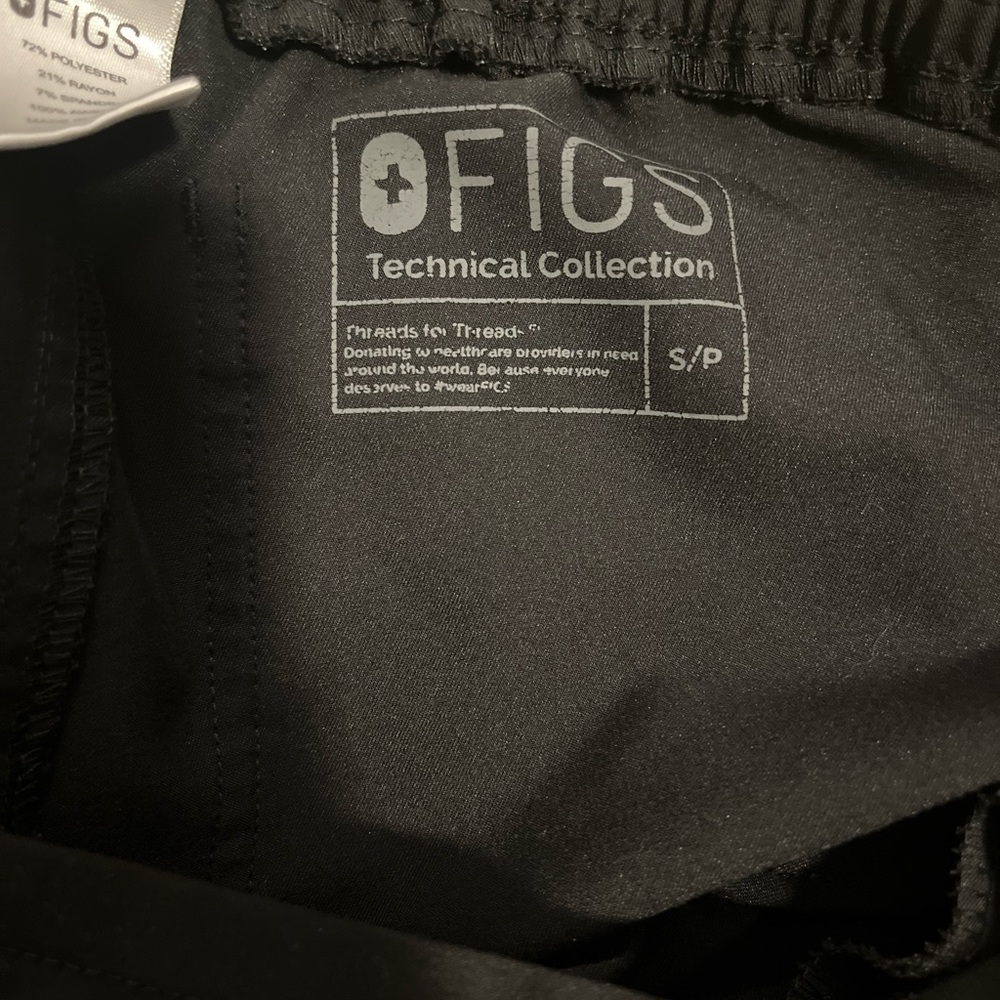 FIGS
72% POLYESTER
21% RAYON
7% SPANDEX
FIGS
Technical Collection
Threads for Threads
Donating to healthcare providers in need
around the world. Because everyone
deserves to #wearFIGS
S/P